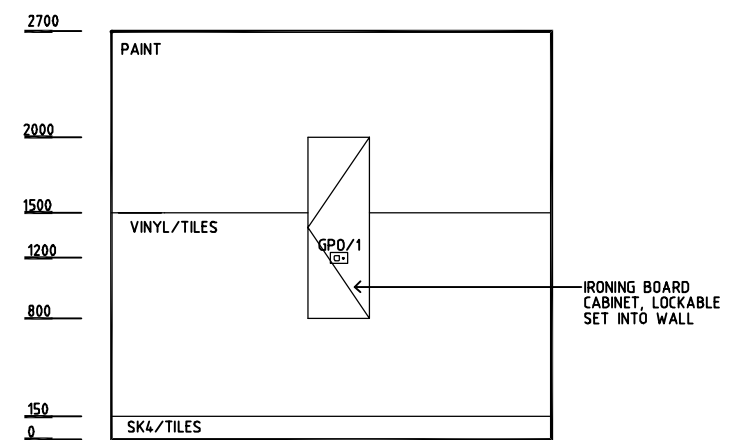 2700
PAINT
2000
1500
VINYL/TILES
GPO/1
1200
IRONING BOARD
CABINET, LOCKABLE
SET INTO WALL
800
150
SK4/TILES
0